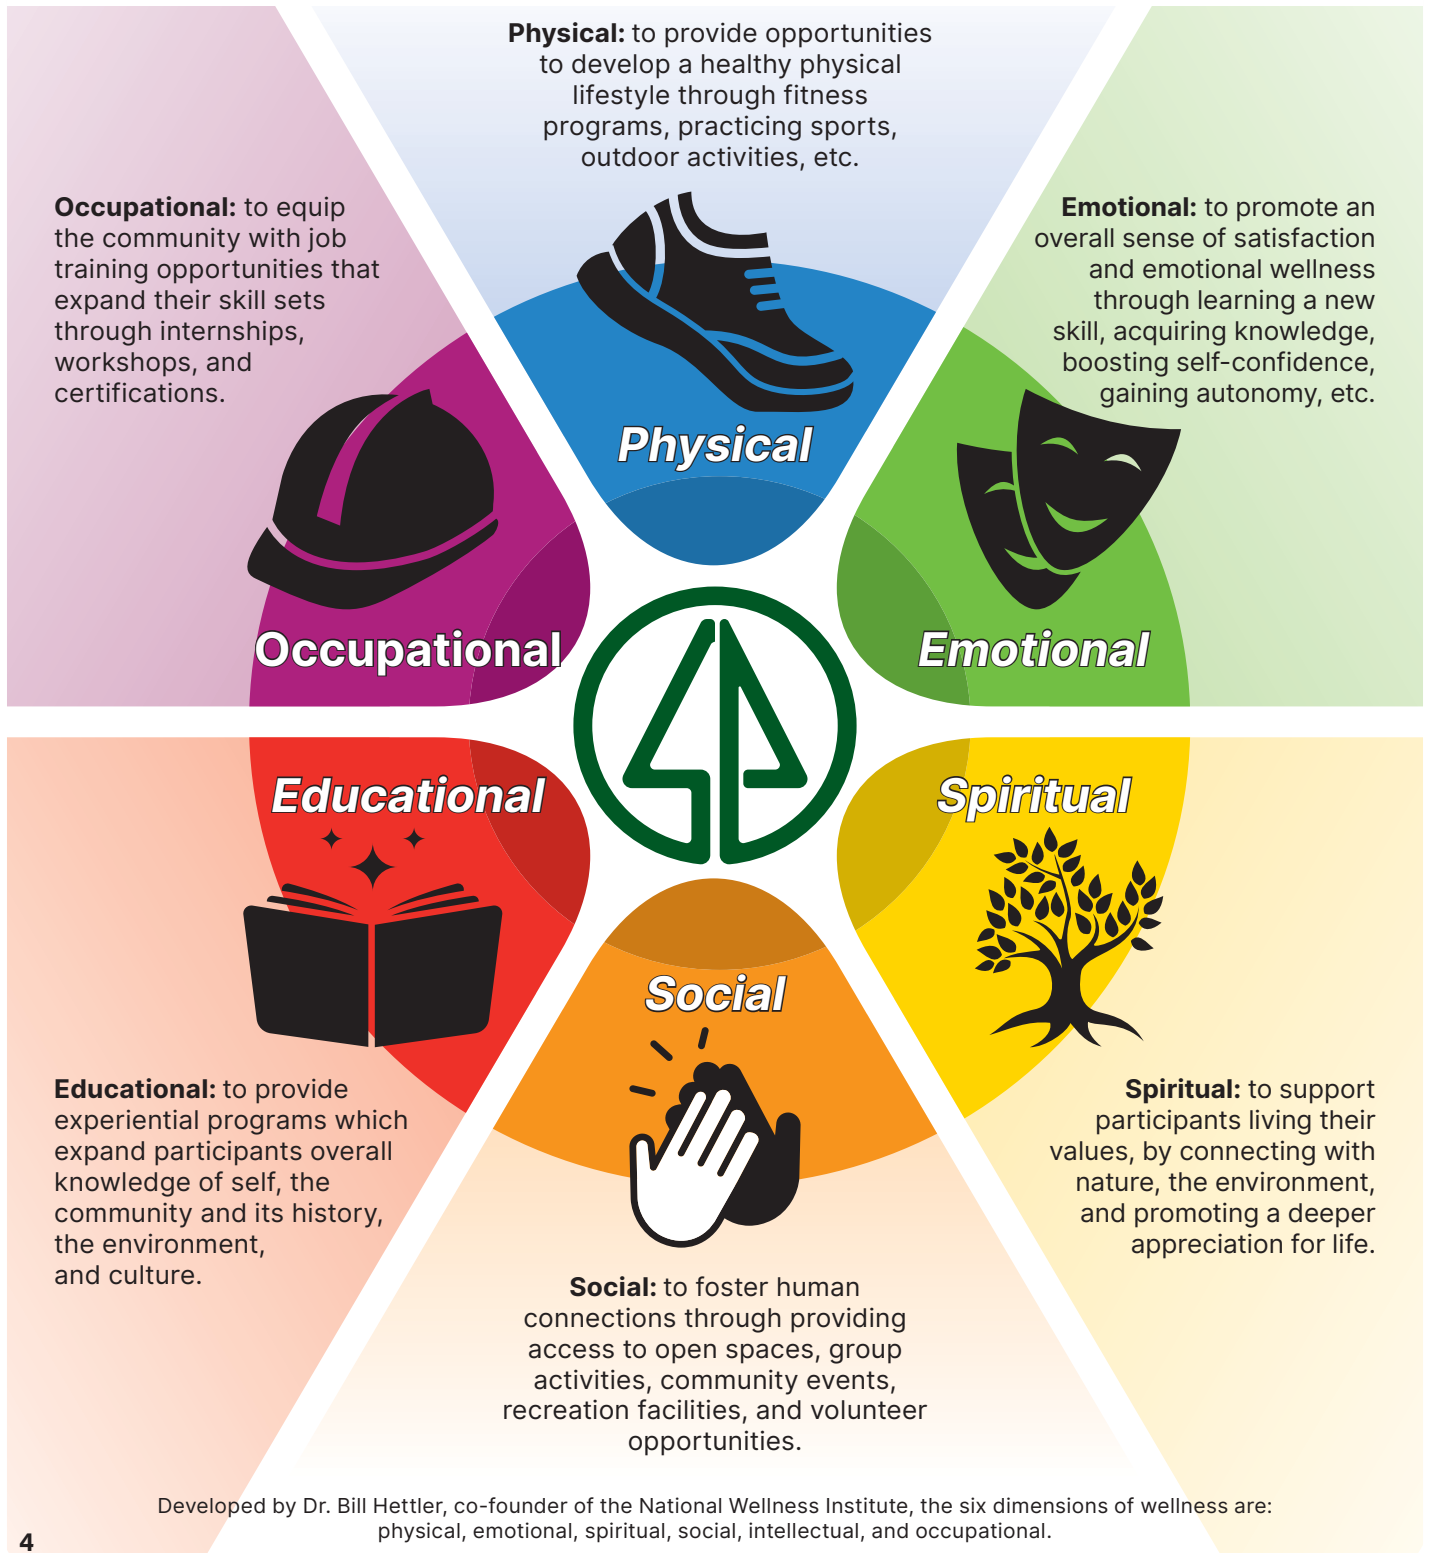 Physical: to provide opportunities
to develop a healthy physical
lifestyle through fitness
programs, practicing sports,
outdoor activities, etc.
Occupational: to equip
the community with job
training opportunities that
expand their skill sets
through internships,
workshops, and
certifications.
Emotional: to promote an
overall sense of satisfaction
and emotional wellness
through learning a new
skill, acquiring knowledge,
boosting self-confidence,
gaining autonomy, etc.
Physical
Occupational
Emotional
Educational
Spiritual
Social
Educational: to provide
experiential programs which
expand participants overall
knowledge of self, the
community and its history,
the environment,
and culture.
Spiritual: to support
participants living their
values, by connecting with
nature, the environment,
and promoting a deeper
appreciation for life.
Social: to foster human
connections through providing
access to open spaces, group
activities, community events,
recreation facilities, and volunteer
opportunities.
Developed by Dr. Bill Hettler, co-founder of the National Wellness Institute, the six dimensions of wellness are:
physical, emotional, spiritual, social, intellectual, and occupational.
4